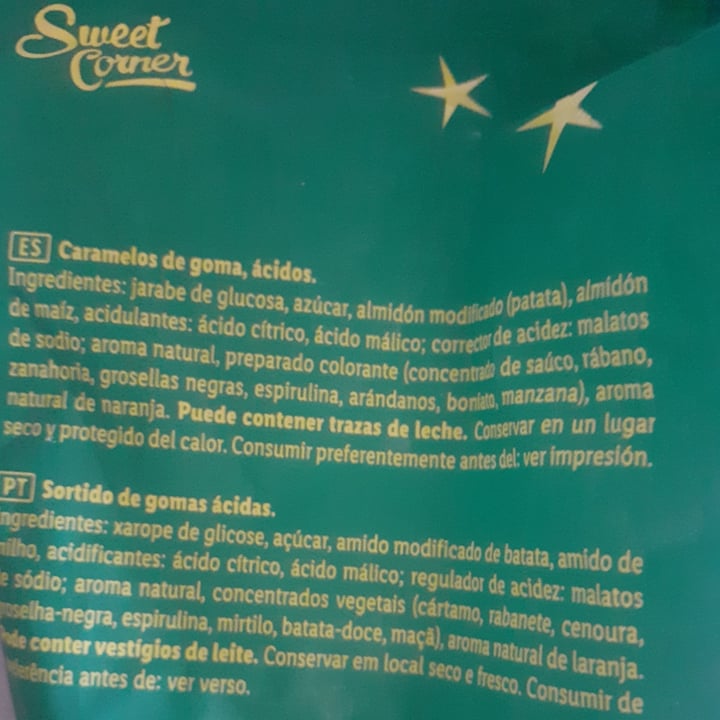 Sweet
Corner
ES Caramelos de goma, ácidos.
Ingredientes: jarabe de glucosa, azúcar, almidón modificado (patata), almidón
de maíz, acidulantes: ácido cítrico, ácido málico; corrector de acidez: malatos
de sodio; aroma natural, preparado colorante (concentrado de saúco, rábano,
zanahoria, grosellas negras, espirulina, arándanos, boniato, manzana), aroma
natural de naranja. Puede contener trazas de leche. Conservar en un lugar
seco y protegido del calor. Consumir preferentemente antes del: ver impresión.
PT Sortido de gomas ácidas.
Ingredientes: xarope de glicose, açúcar, amido modificado de batata, amido de
milho, acidificantes: ácido cítrico, ácido málico; regulador de acidez: malatos
de sódio; aroma natural, concentrados vegetais (cártamo, rabanete, cenoura,
groselha-negra, espirulina, mirtilo, batata-doce, maçã), aroma natural de laranja.
Pode conter vestígios de leite. Conservar em local seco e fresco. Consumir de
preferência antes de: ver verso.